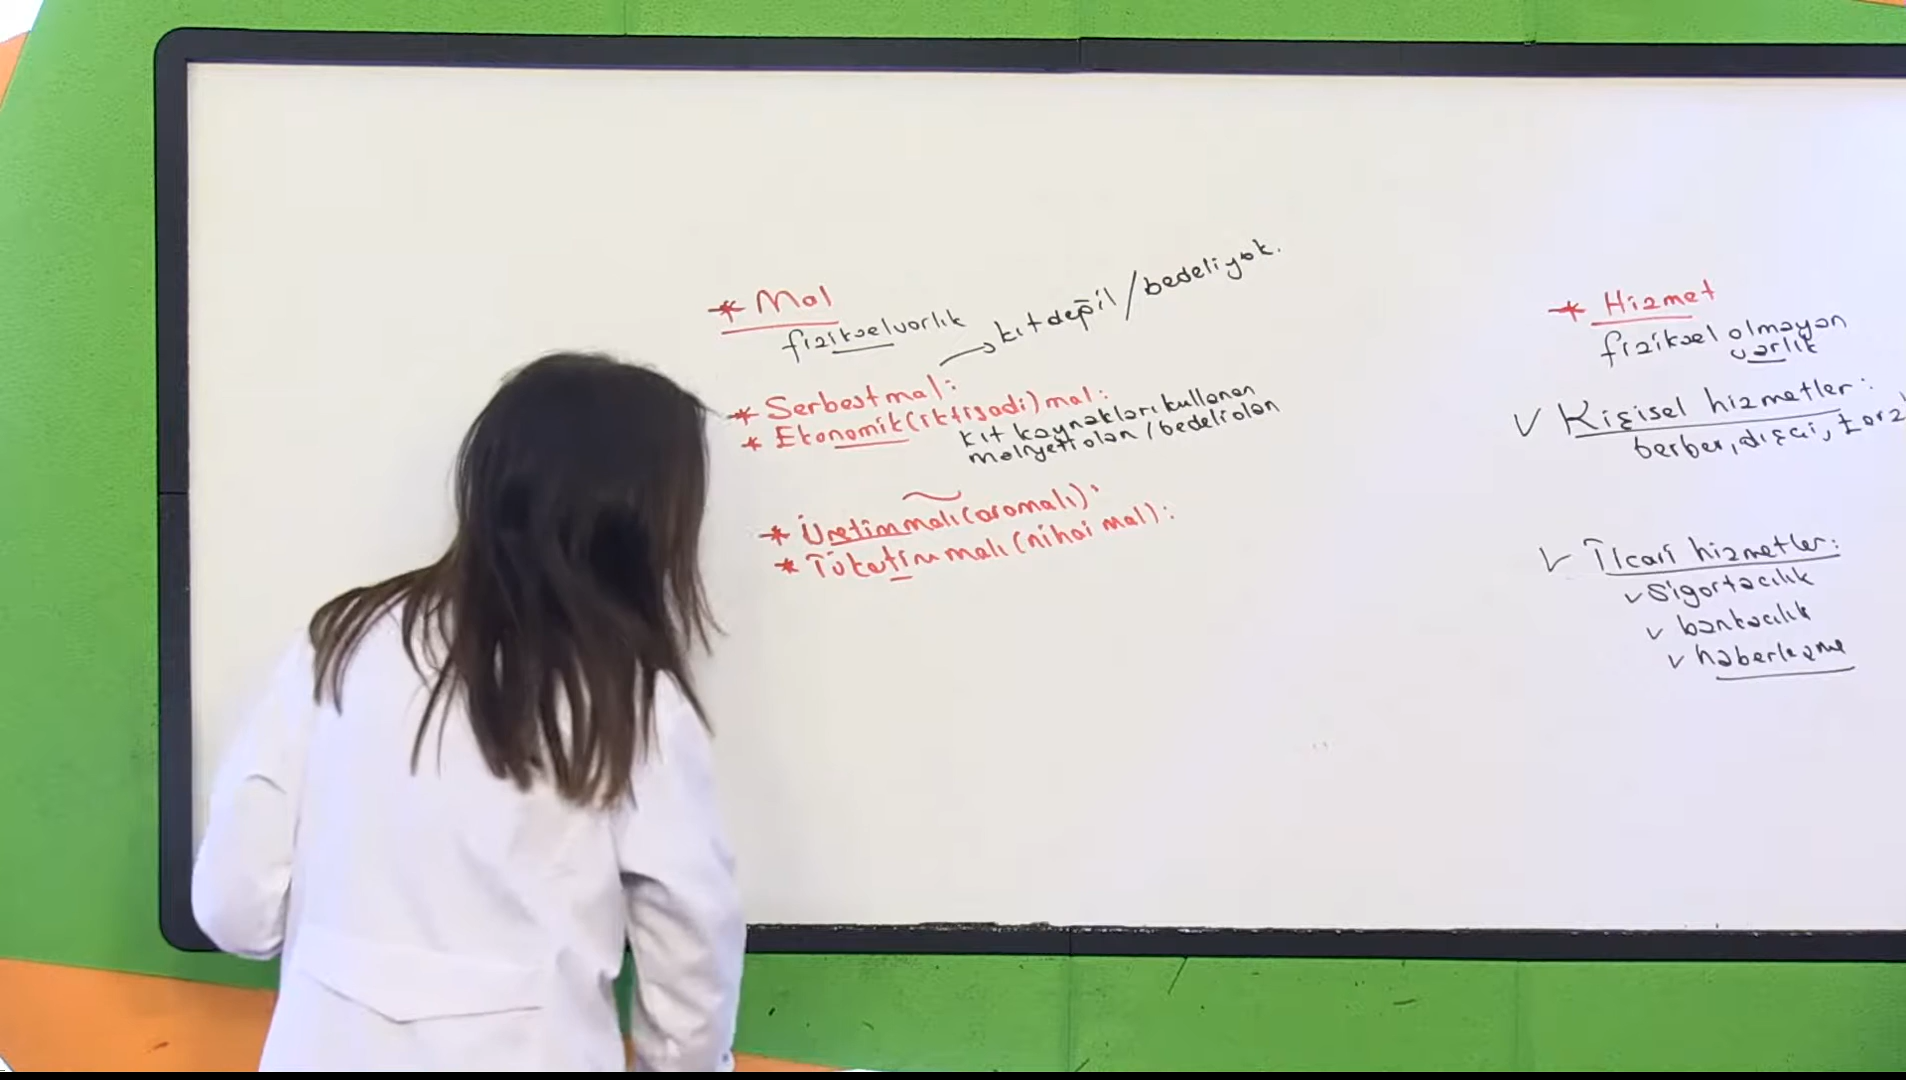 * Mal
fiziksel varlık
→ kıt değil / bedeli yok.
* Serbest mal:
* Ekonomik (iktisadi) mal:
kıt kaynakları kullanan
maliyeti olan / bedeli olan
* Üretim malı (ara malı):
* Tüketim malı (nihai mal):
* Hizmet
fiziksel olmayan
varlık
✓ Kişisel hizmetler:
berber, dişçi,
✓ Ticari hizmetler:
✓ Sigortacılık
✓ bankacılık
✓ haberleşme